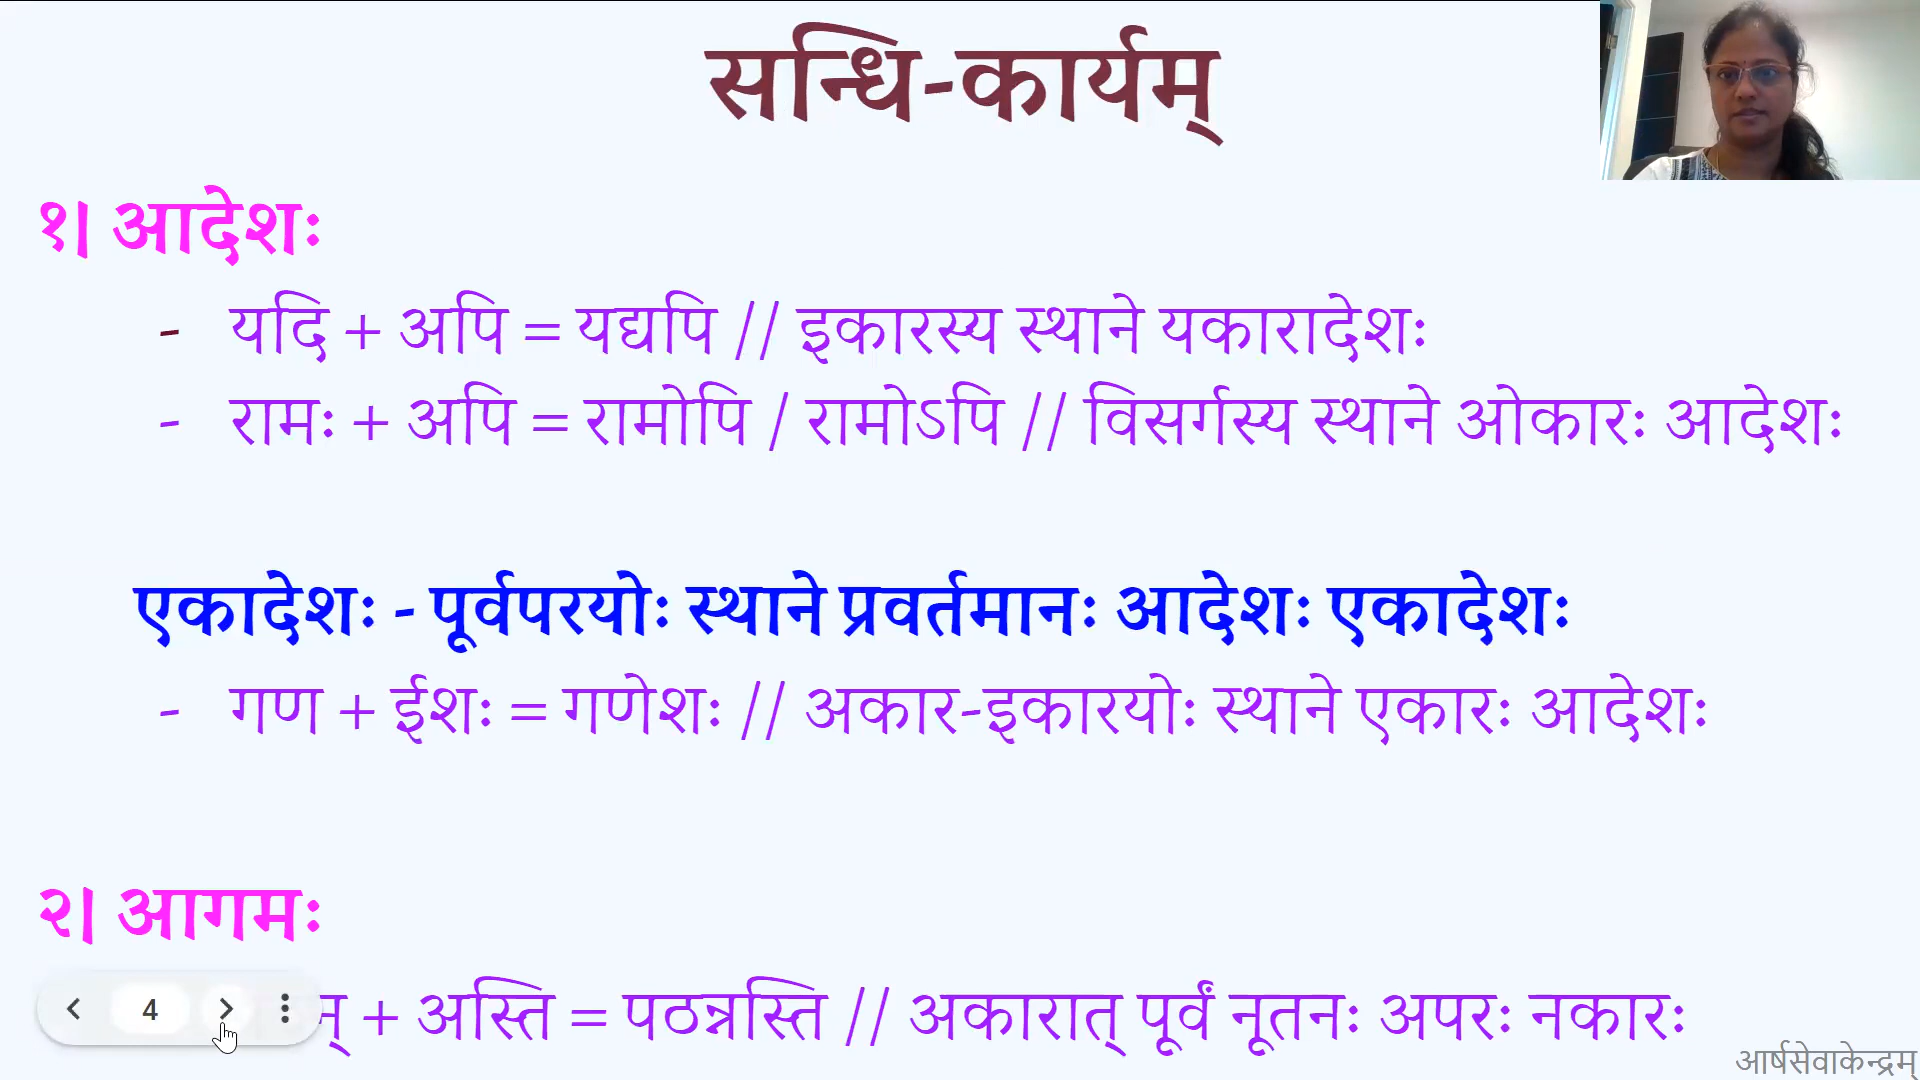 सन्धि-कार्यम्
१| आदेशः
- यदि + अपि = यद्यपि // इकारस्य स्थाने यकारादेशः
- रामः + अपि = रामोपि / रामोऽपि // विसर्गस्य स्थाने ओकारः आदेशः
एकादेशः - पूर्वपरयोः स्थाने प्रवर्तमानः आदेशः एकादेशः
- गण + ईशः = गणेशः // अकार-इकारयोः स्थाने एकारः आदेशः
२| आगमः
+ अस्ति = पठन्नस्ति // अकारात् पूर्वं नूतनः अपरः नकारः
4
आर्षसेवाकेन्द्रम्